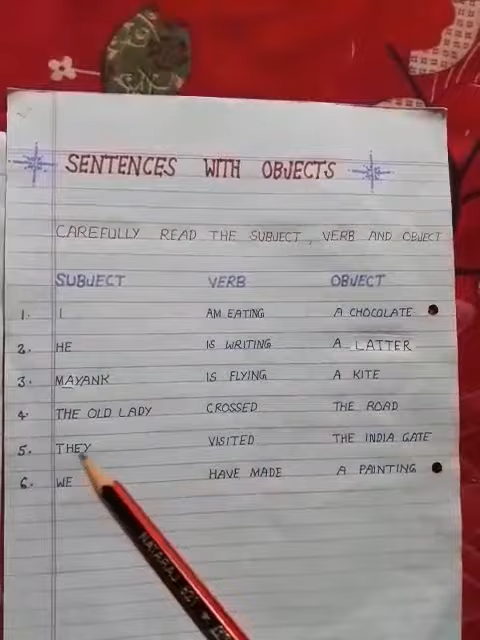 SENTENCES WITH OBJECTS
CAREFULLY READ THE SUBJECT, VERB AND OBJECT
SUBJECT VERB OBJECT
1. I AM EATING A CHOCOLATE
2. HE IS WRITING A LATTER
3. MAYANK IS FLYING A KITE
4. THE OLD LADY CROSSED THE ROAD
5. THEY VISITED THE INDIA GATE
6. WE HAVE MADE A PAINTING
NATARAJ 621